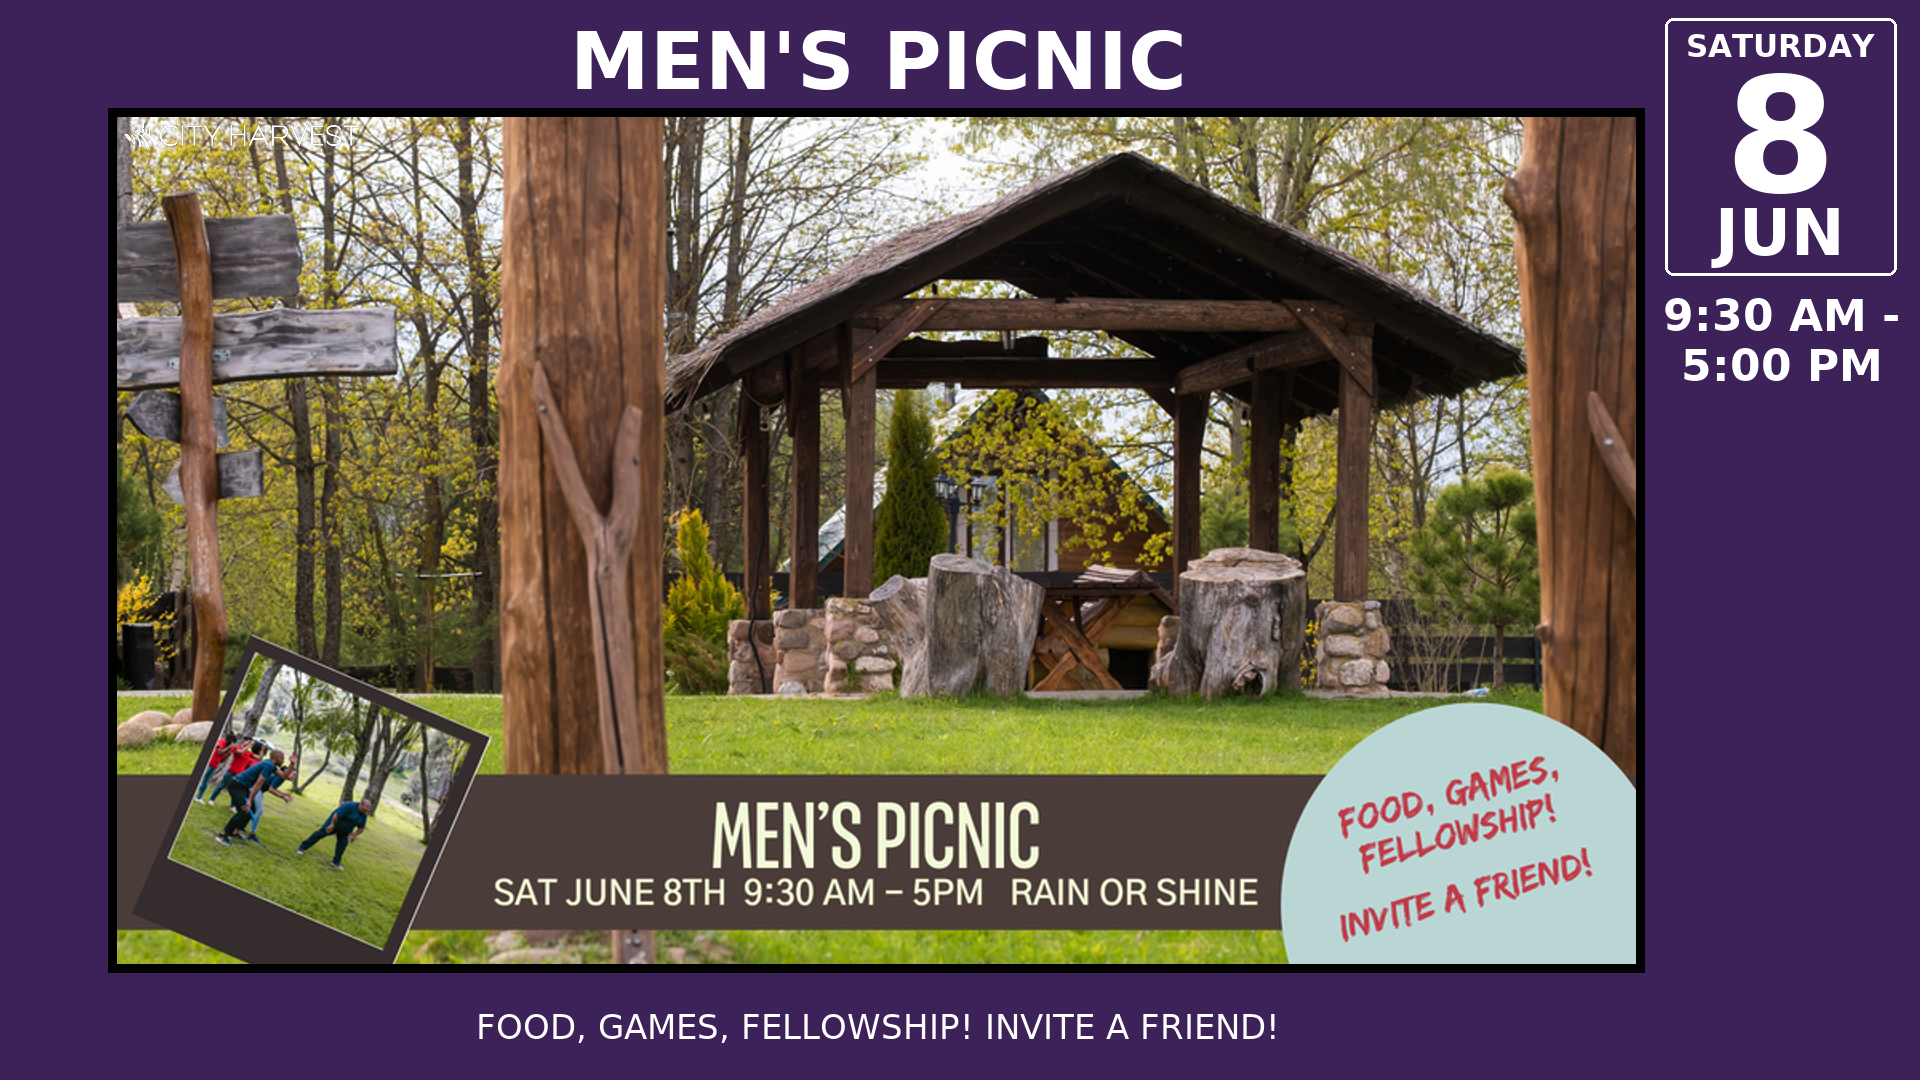 MEN'S PICNIC
SATURDAY
8
JUN
9:30 AM -
5:00 PM
CITY HARVEST
MEN’S PICNIC
SAT JUNE 8TH 9:30 AM – 5PM RAIN OR SHINE
FOOD, GAMES,
FELLOWSHIP!
INVITE A FRIEND!
FOOD, GAMES, FELLOWSHIP! INVITE A FRIEND!